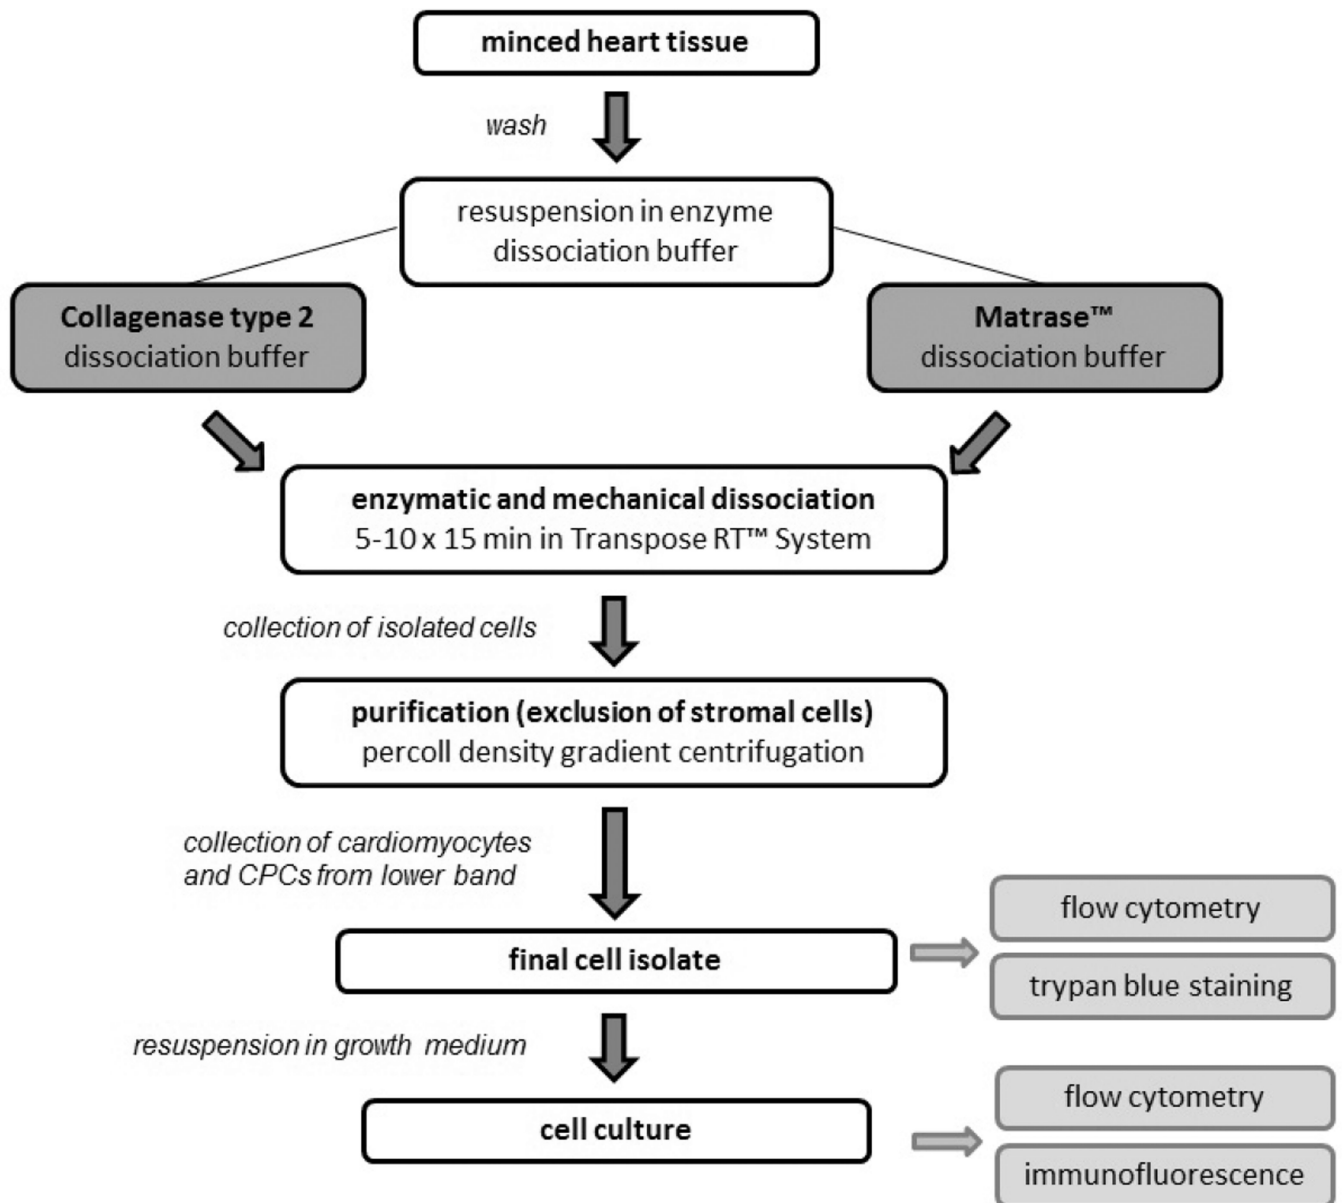 minced heart tissue
wash
resuspension in enzyme
dissociation buffer
Collagenase type 2
dissociation buffer
Matrase™
dissociation buffer
enzymatic and mechanical dissociation
5-10 x 15 min in Transpose RT™ System
collection of isolated cells
purification (exclusion of stromal cells)
percoll density gradient centrifugation
collection of cardiomyocytes
and CPCs from lower band
flow cytometry
final cell isolate
trypan blue staining
resuspension in growth medium
flow cytometry
cell culture
immunofluorescence